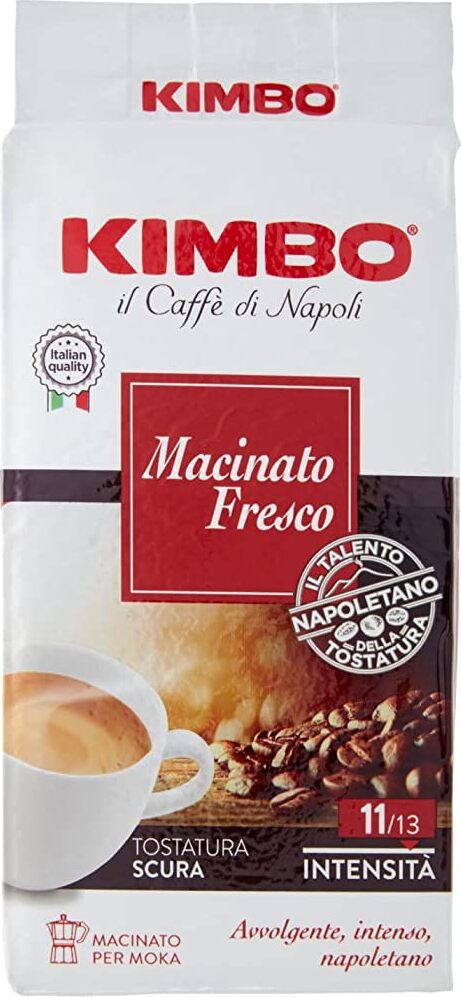 KIMBO
KIMBO®
il Caffè di Napoli
Italian
quality
Macinato
Fresco
IL TALENTO
NAPOLETANO
DELLA
TOSTATURA
11/13
INTENSITÀ
TOSTATURA
SCURA
MACINATO
PER MOKA
Avvolgente, intenso,
napoletano